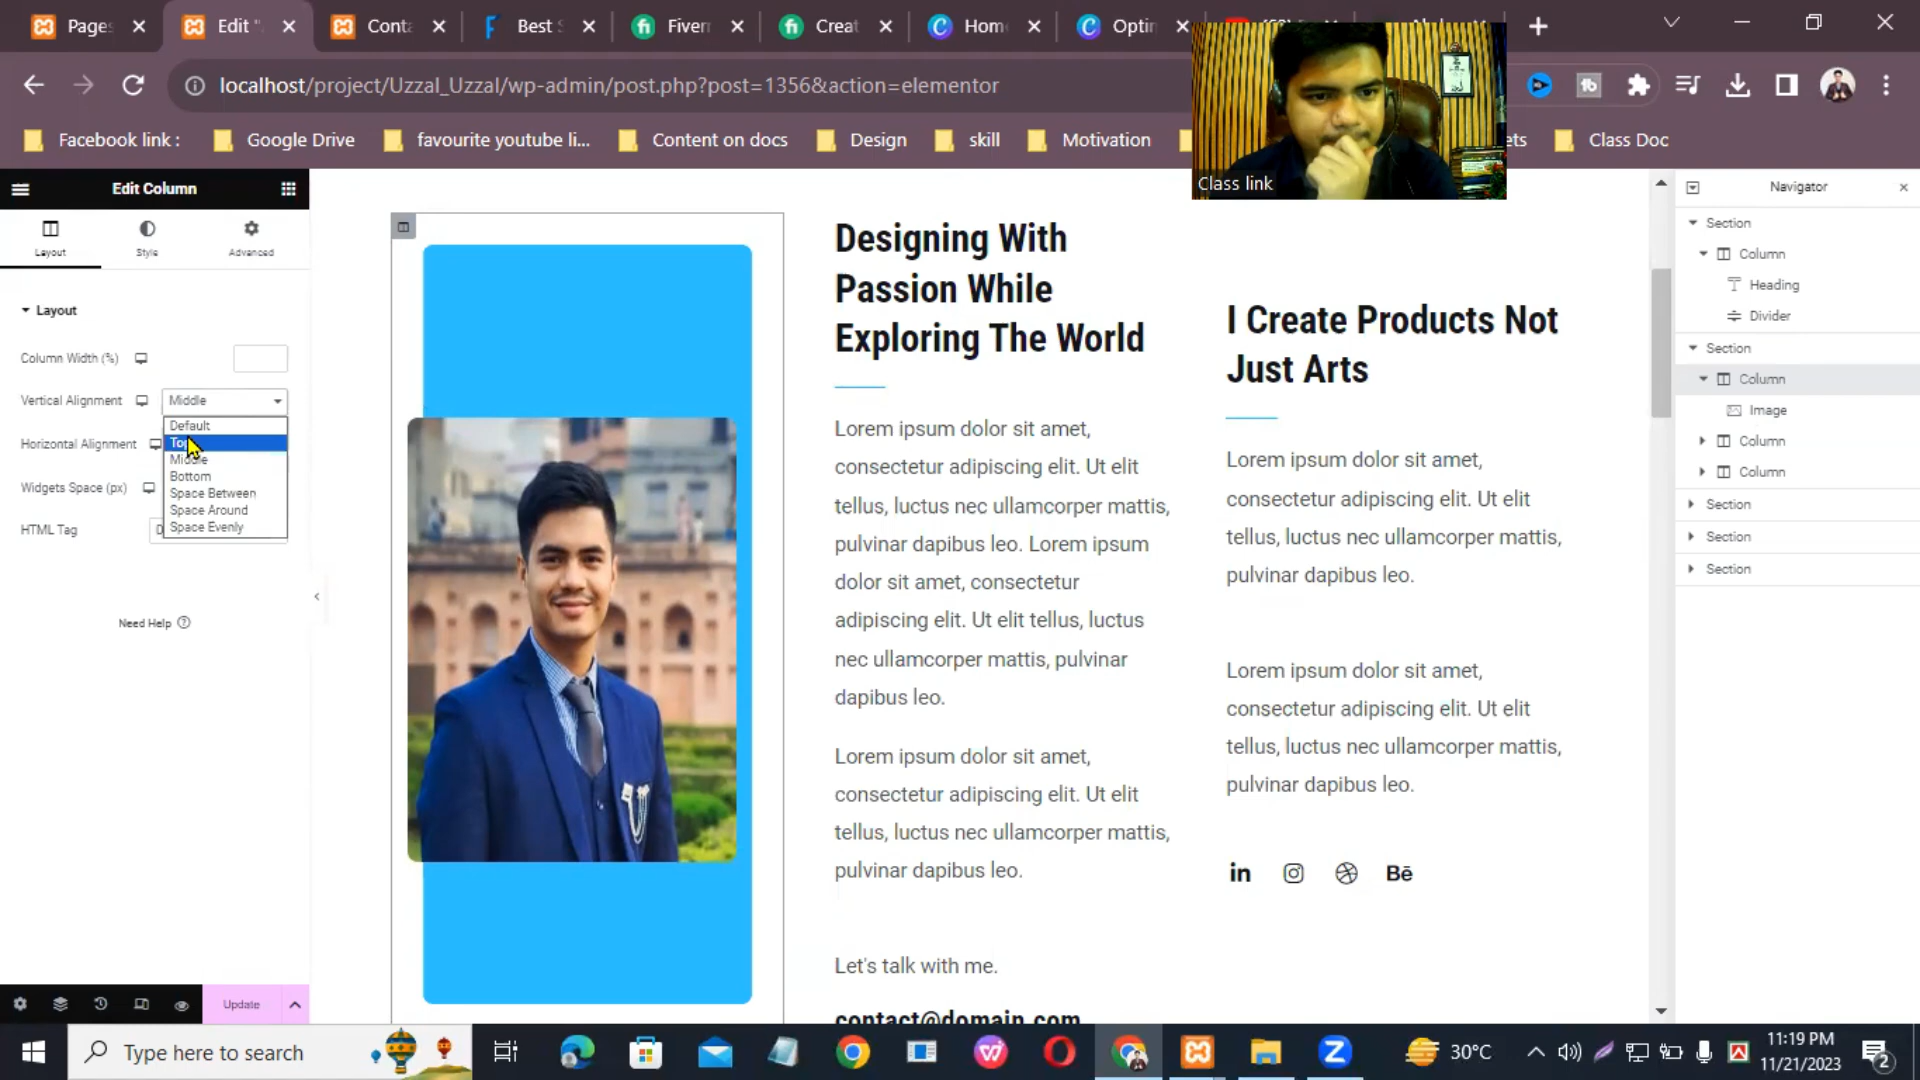 Pages
Edit "
Conta
Best S
Fiverr
Creat
Home
Optin
localhost/project/Uzzal_Uzzal/wp-admin/post.php?post=1356&action=elementor
Facebook link :
Google Drive
favourite youtube li...
Content on docs
Design
skill
Motivation
ets
Class Doc
Class link
Edit Column
Layout
Style
Advanced
Layout
Column Width (%)
Vertical Alignment
Middle
Default
Top
Middle
Bottom
Space Between
Space Around
Space Evenly
Horizontal Alignment
Widgets Space (px)
HTML Tag
D
Need Help
Update
Designing With
Passion While
Exploring The World
Lorem ipsum dolor sit amet,
consectetur adipiscing elit. Ut elit
tellus, luctus nec ullamcorper mattis,
pulvinar dapibus leo. Lorem ipsum
dolor sit amet, consectetur
adipiscing elit. Ut elit tellus, luctus
nec ullamcorper mattis, pulvinar
dapibus leo.
Lorem ipsum dolor sit amet,
consectetur adipiscing elit. Ut elit
tellus, luctus nec ullamcorper mattis,
pulvinar dapibus leo.
Let's talk with me.
contact@domain.com
I Create Products Not
Just Arts
Lorem ipsum dolor sit amet,
consectetur adipiscing elit. Ut elit
tellus, luctus nec ullamcorper mattis,
pulvinar dapibus leo.
Lorem ipsum dolor sit amet,
consectetur adipiscing elit. Ut elit
tellus, luctus nec ullamcorper mattis,
pulvinar dapibus leo.
in
Bē
Navigator
Section
Column
Heading
Divider
Section
Column
Image
Column
Column
Section
Section
Section
Type here to search
30°C
11:19 PM
11/21/2023
2